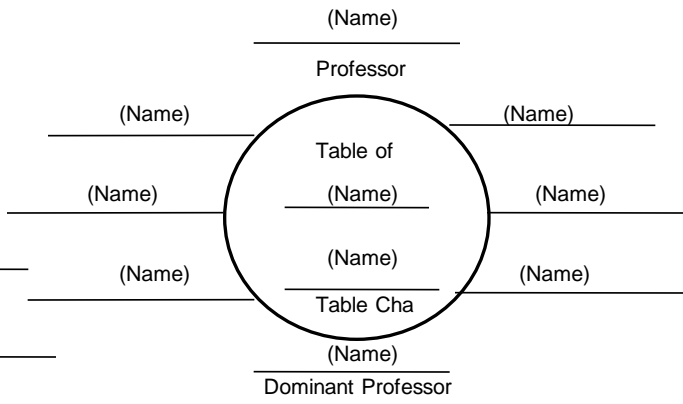 (Name)
Professor
(Name)
(Name)
Table of
(Name)
(Name)
(Name)
(Name)
(Name)
(Name)
(Name)
Table Cha
(Name)
Dominant Professor